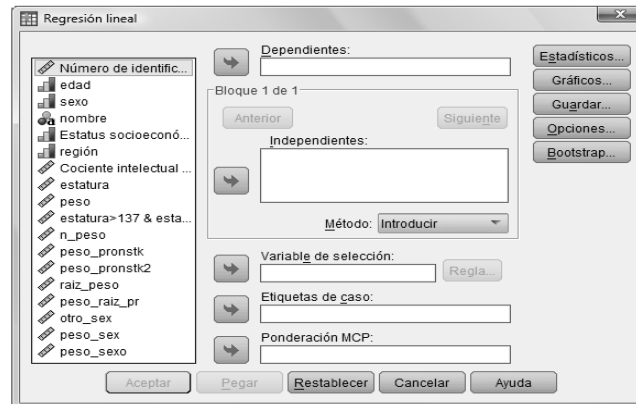 Regresión lineal
Número de identific...
edad
sexo
nombre
Estatus socioeconó...
región
Cociente intelectual ...
estatura
peso
estatura>137 & esta...
n_peso
peso_pronstk
peso_pronstk2
raiz_peso
peso_raiz_pr
otro_sex
peso_sex
peso_sexo
Dependientes:
Bloque 1 de 1
Anterior
Siguiente
Independientes:
Método: Introducir
Variable de selección:
Regla...
Etiquetas de caso:
Ponderación MCP:
Estadísticos...
Gráficos...
Guardar...
Opciones...
Bootstrap...
Aceptar
Pegar
Restablecer
Cancelar
Ayuda